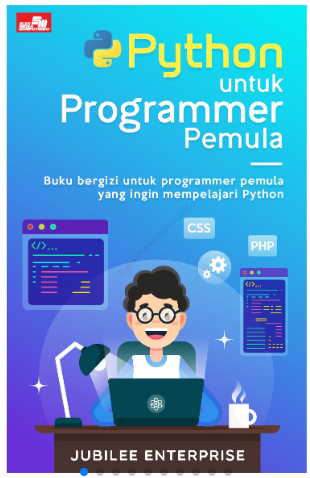 Python
untuk
Programmer
Pemula
Buku bergizi untuk programmer pemula
yang ingin mempelajari Python
CSS
PHP
</>...
</>...
JUBILEE ENTERPRISE